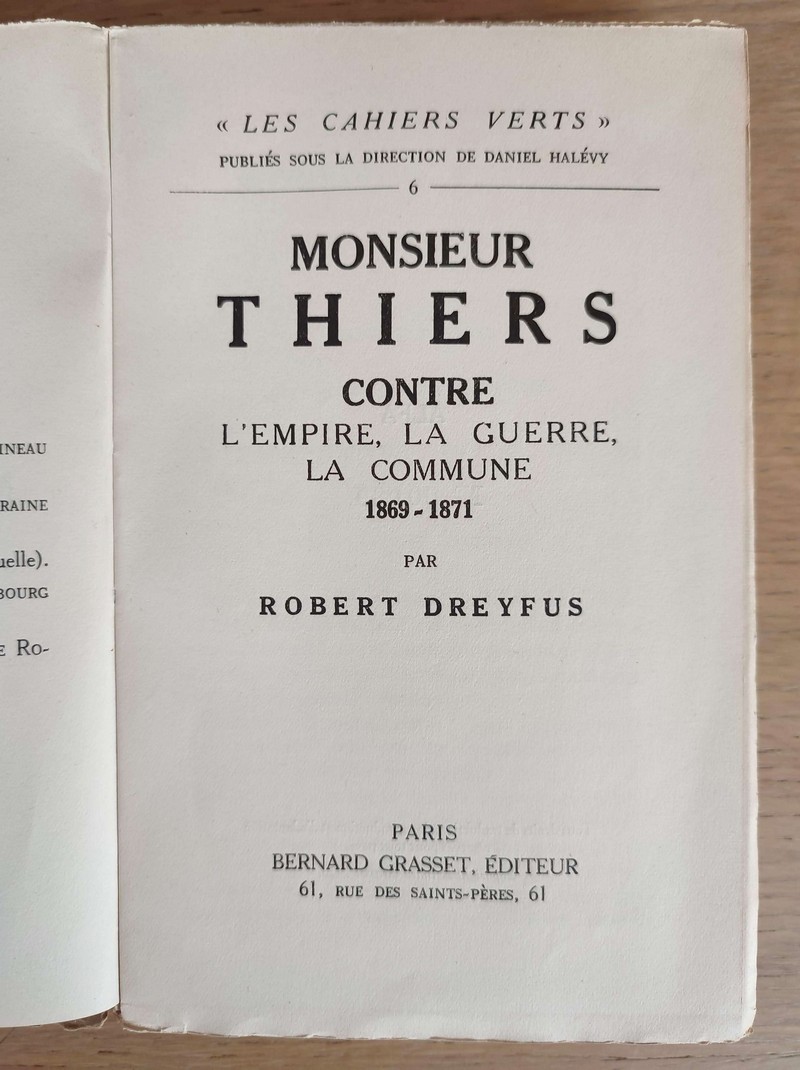 INEAU
RAINE
uelle).
BOURG
E Ro-
« LES CAHIERS VERTS »
PUBLIÉS SOUS LA DIRECTION DE DANIEL HALÉVY
6
MONSIEUR
THIERS
CONTRE
L'EMPIRE, LA GUERRE,
LA COMMUNE
1869-1871
PAR
ROBERT DREYFUS
PARIS
BERNARD GRASSET, ÉDITEUR
61, RUE DES SAINTS-PÈRES, 61